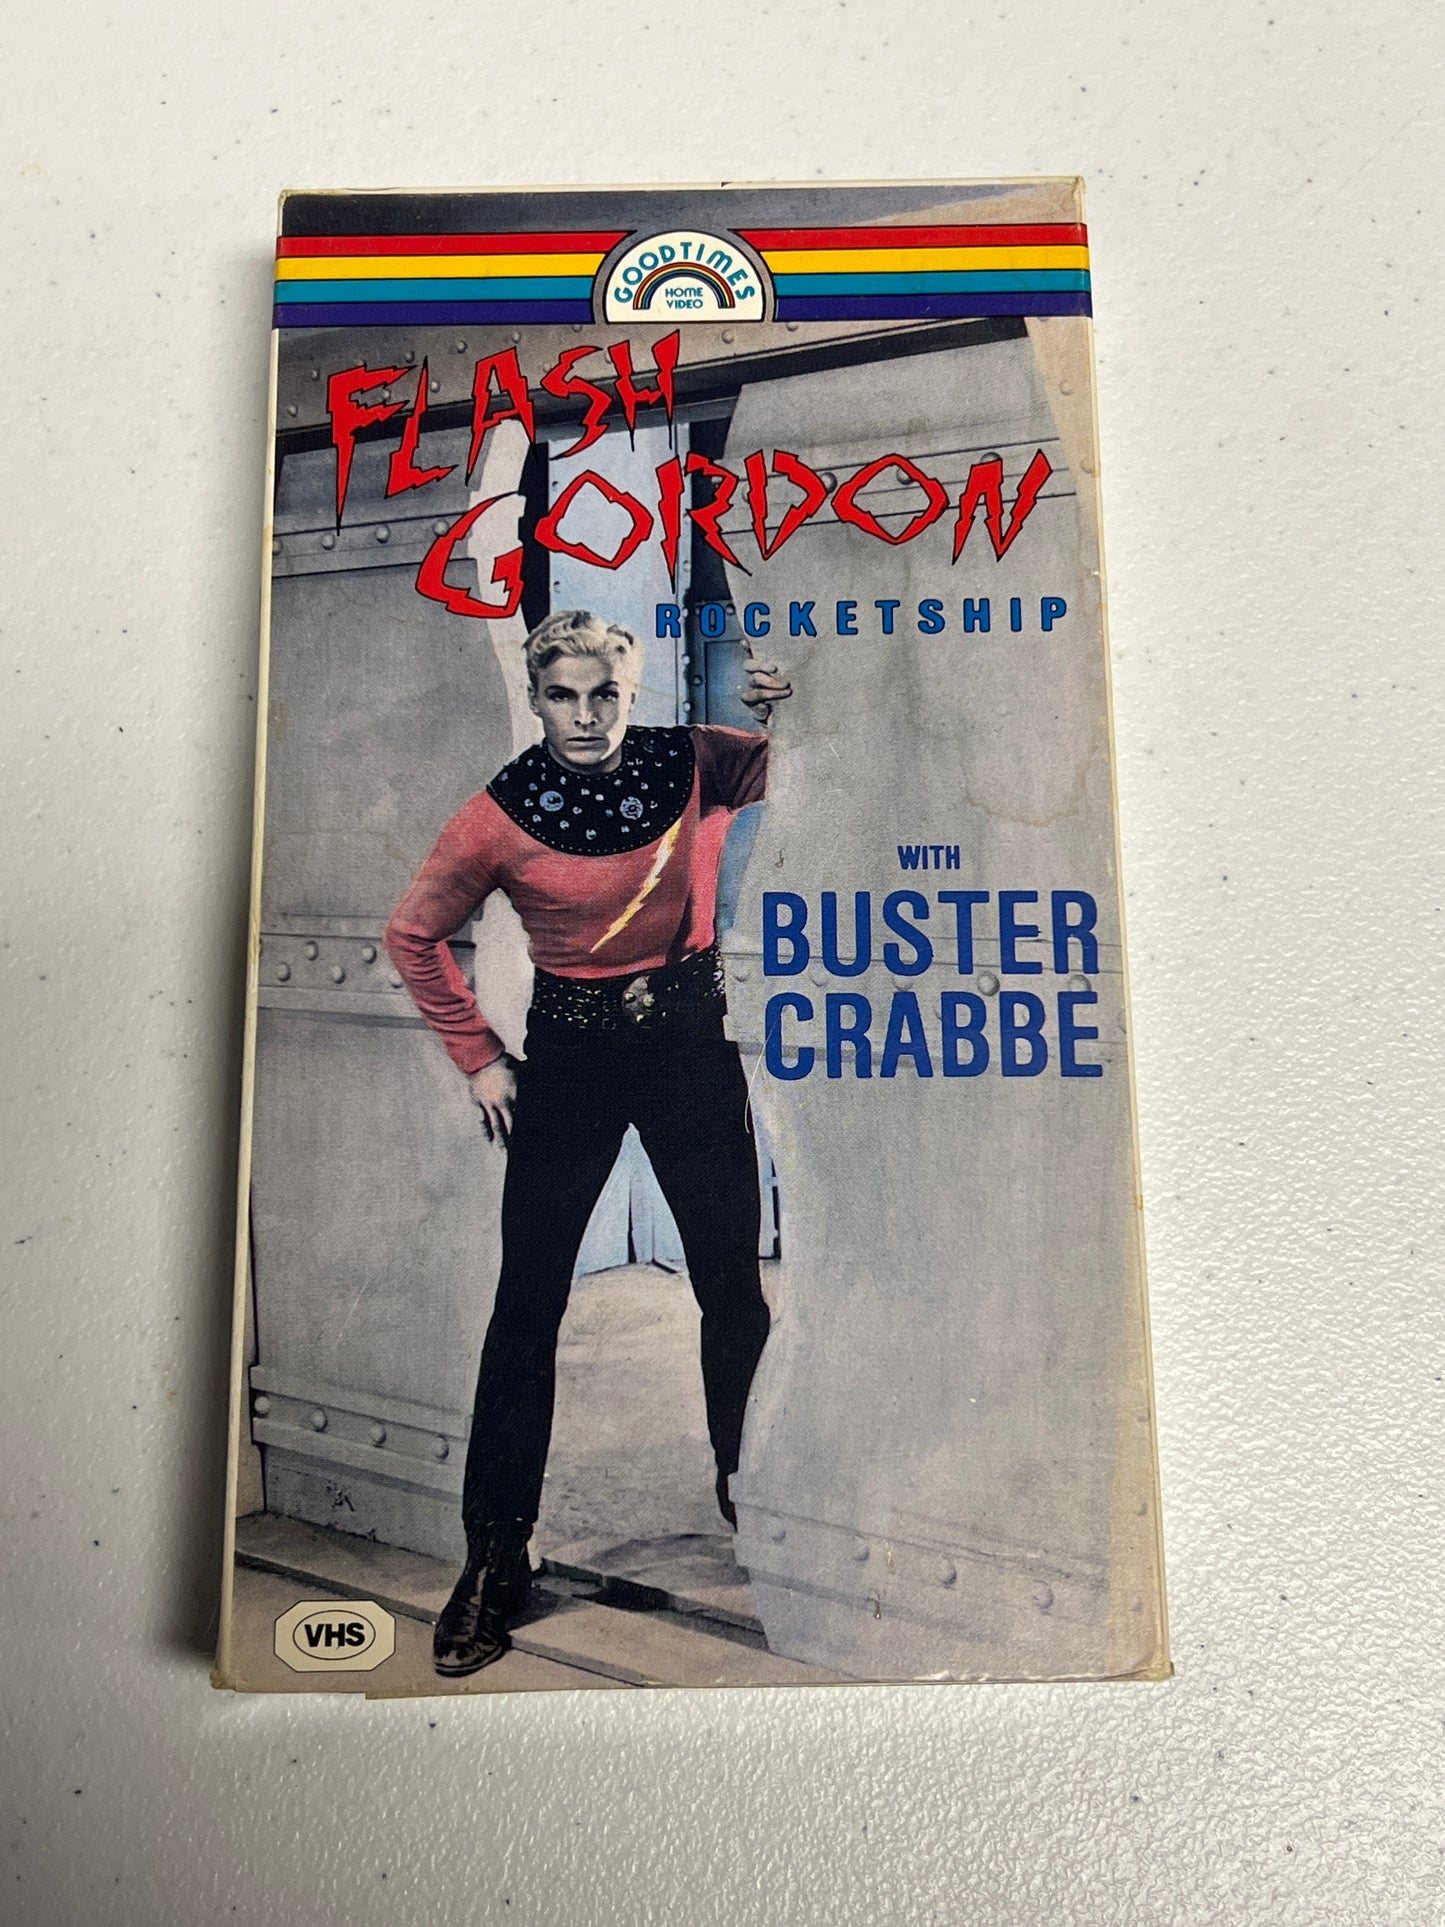 GOODTIMES
HOME
VIDEO
FLASH
GORDON
ROCKETSHIP
WITH
BUSTER
CRABBE
VHS